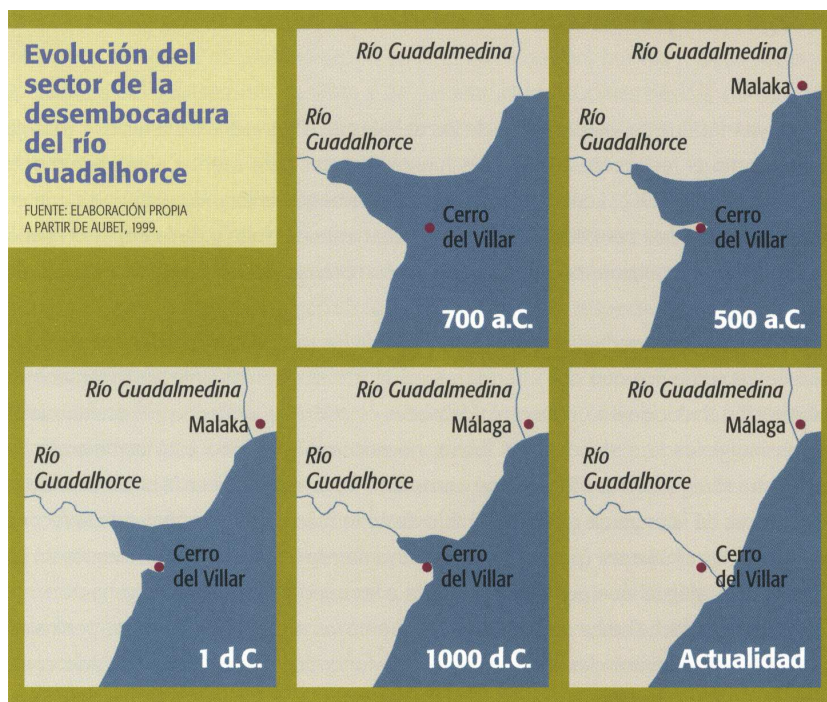 Evolución del
sector de la
desembocadura
del río
Guadalhorce
FUENTE: ELABORACIÓN PROPIA
A PARTIR DE AUBET, 1999.
Río Guadalmedina
Río
Guadalhorce
Cerro
del Villar
700 a.C.
Río Guadalmedina
Malaka
Río
Guadalhorce
Cerro
del Villar
500 a.C.
Río Guadalmedina
Malaka
Río
Guadalhorce
Cerro
del Villar
1 d.C.
Río Guadalmedina
Málaga
Río
Guadalhorce
Cerro
del Villar
1000 d.C.
Río Guadalmedina
Málaga
Río
Guadalhorce
Cerro
del Villar
Actualidad